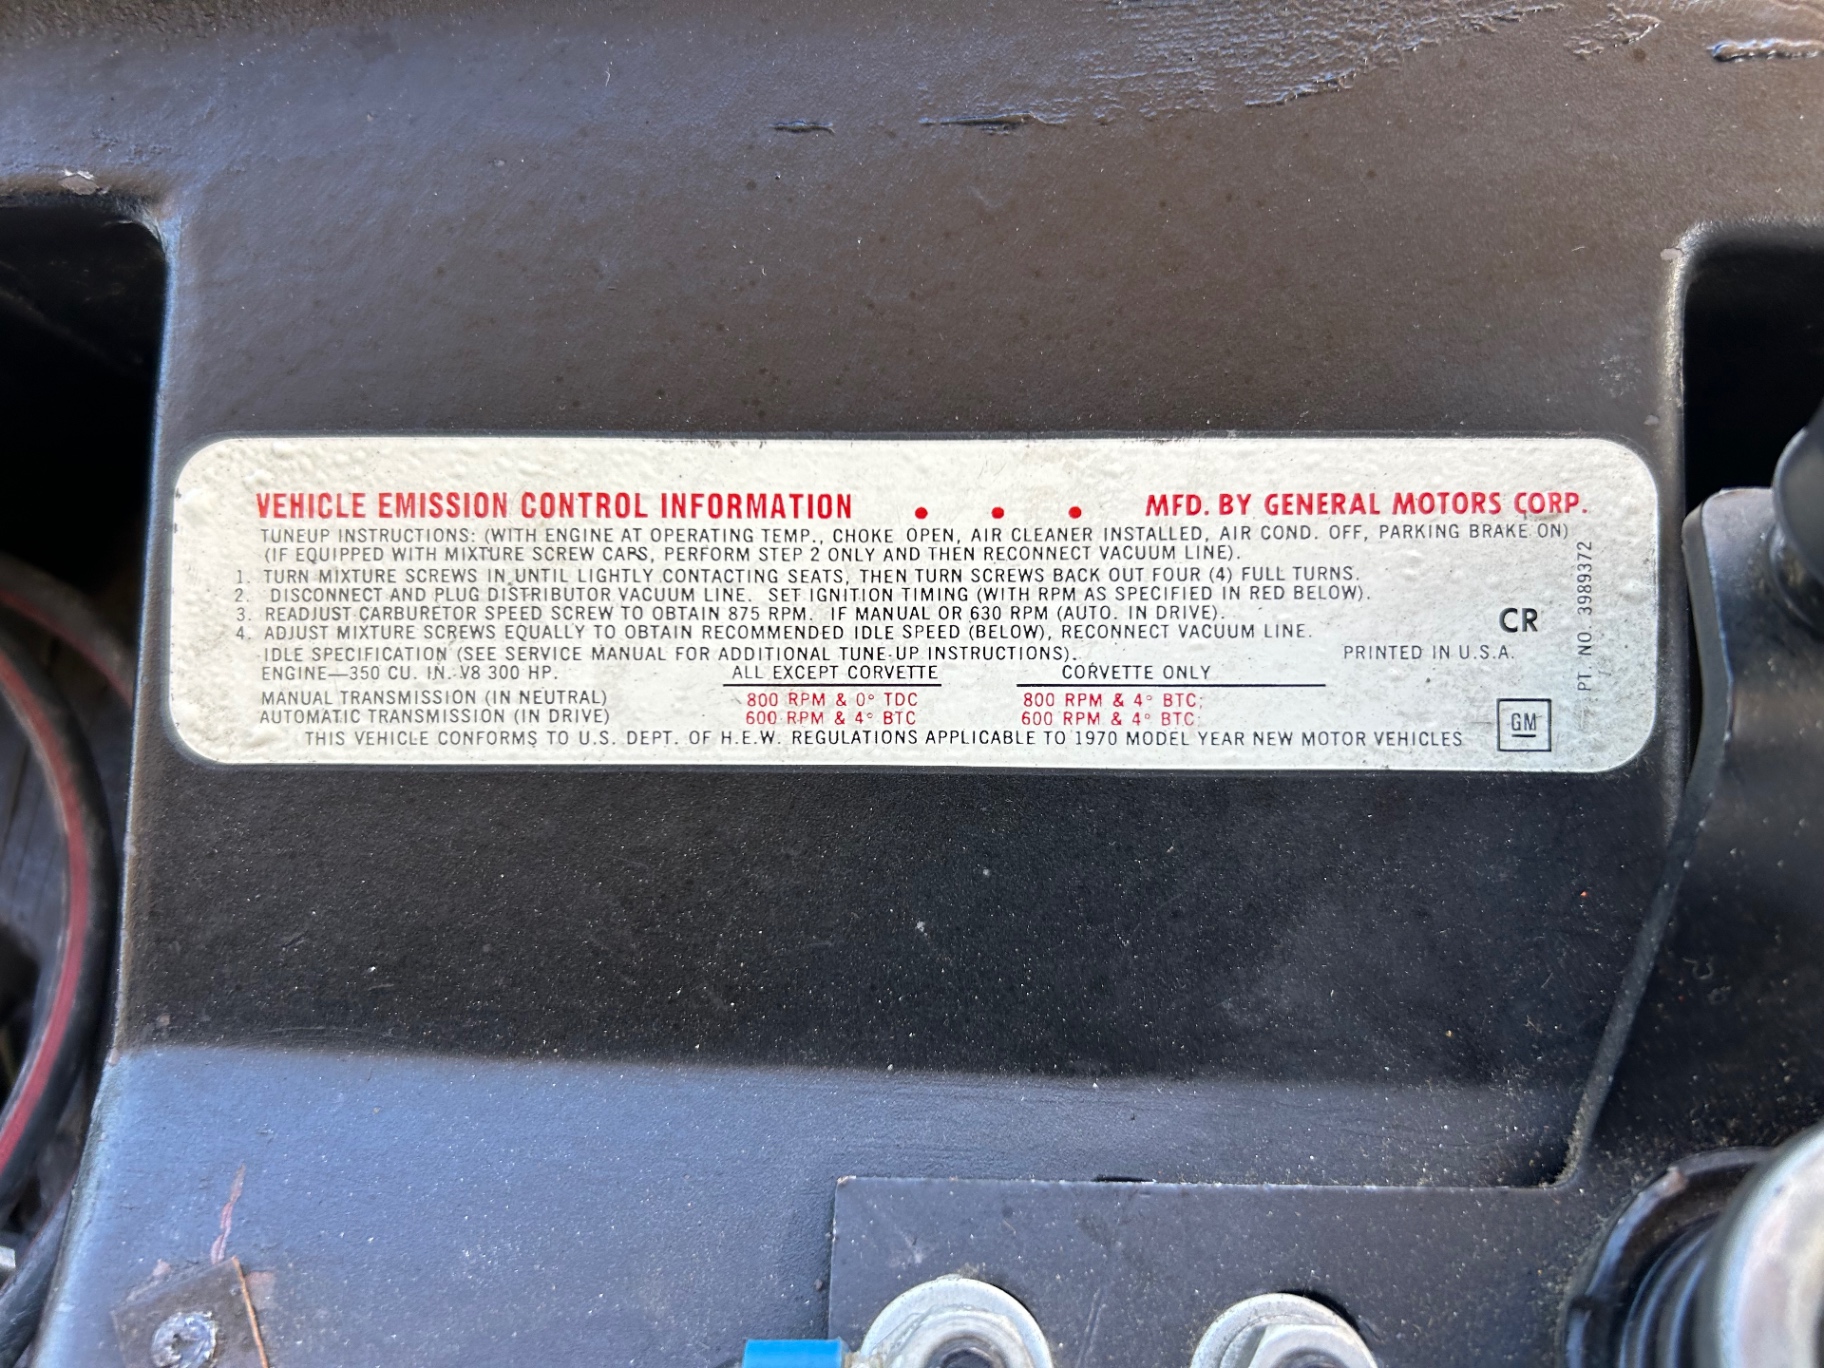 VEHICLE EMISSION CONTROL INFORMATION • • • MFD. BY GENERAL MOTORS CORP.
TUNEUP INSTRUCTIONS: (WITH ENGINE AT OPERATING TEMP., CHOKE OPEN, AIR CLEANER INSTALLED, AIR COND. OFF, PARKING BRAKE ON)
(IF EQUIPPED WITH MIXTURE SCREW CAPS, PERFORM STEP 2 ONLY AND THEN RECONNECT VACUUM LINE).
1. TURN MIXTURE SCREWS IN UNTIL LIGHTLY CONTACTING SEATS, THEN TURN SCREWS BACK OUT FOUR (4) FULL TURNS.
2. DISCONNECT AND PLUG DISTRIBUTOR VACUUM LINE. SET IGNITION TIMING (WITH RPM AS SPECIFIED IN RED BELOW).
3. READJUST CARBURETOR SPEED SCREW TO OBTAIN 875 RPM. IF MANUAL OR 630 RPM (AUTO. IN DRIVE).
4. ADJUST MIXTURE SCREWS EQUALLY TO OBTAIN RECOMMENDED IDLE SPEED (BELOW), RECONNECT VACUUM LINE.
IDLE SPECIFICATION (SEE SERVICE MANUAL FOR ADDITIONAL TUNE-UP INSTRUCTIONS).
ENGINE—350 CU. IN. V8 300 HP. ALL EXCEPT CORVETTE CORVETTE ONLY
MANUAL TRANSMISSION (IN NEUTRAL) 800 RPM & 0° TDC 800 RPM & 4° BTC
AUTOMATIC TRANSMISSION (IN DRIVE) 600 RPM & 4° BTC 600 RPM & 4° BTC
THIS VEHICLE CONFORMS TO U.S. DEPT. OF H.E.W. REGULATIONS APPLICABLE TO 1970 MODEL YEAR NEW MOTOR VEHICLES
CR
PRINTED IN U.S.A.
GM
PT. NO. 3989372